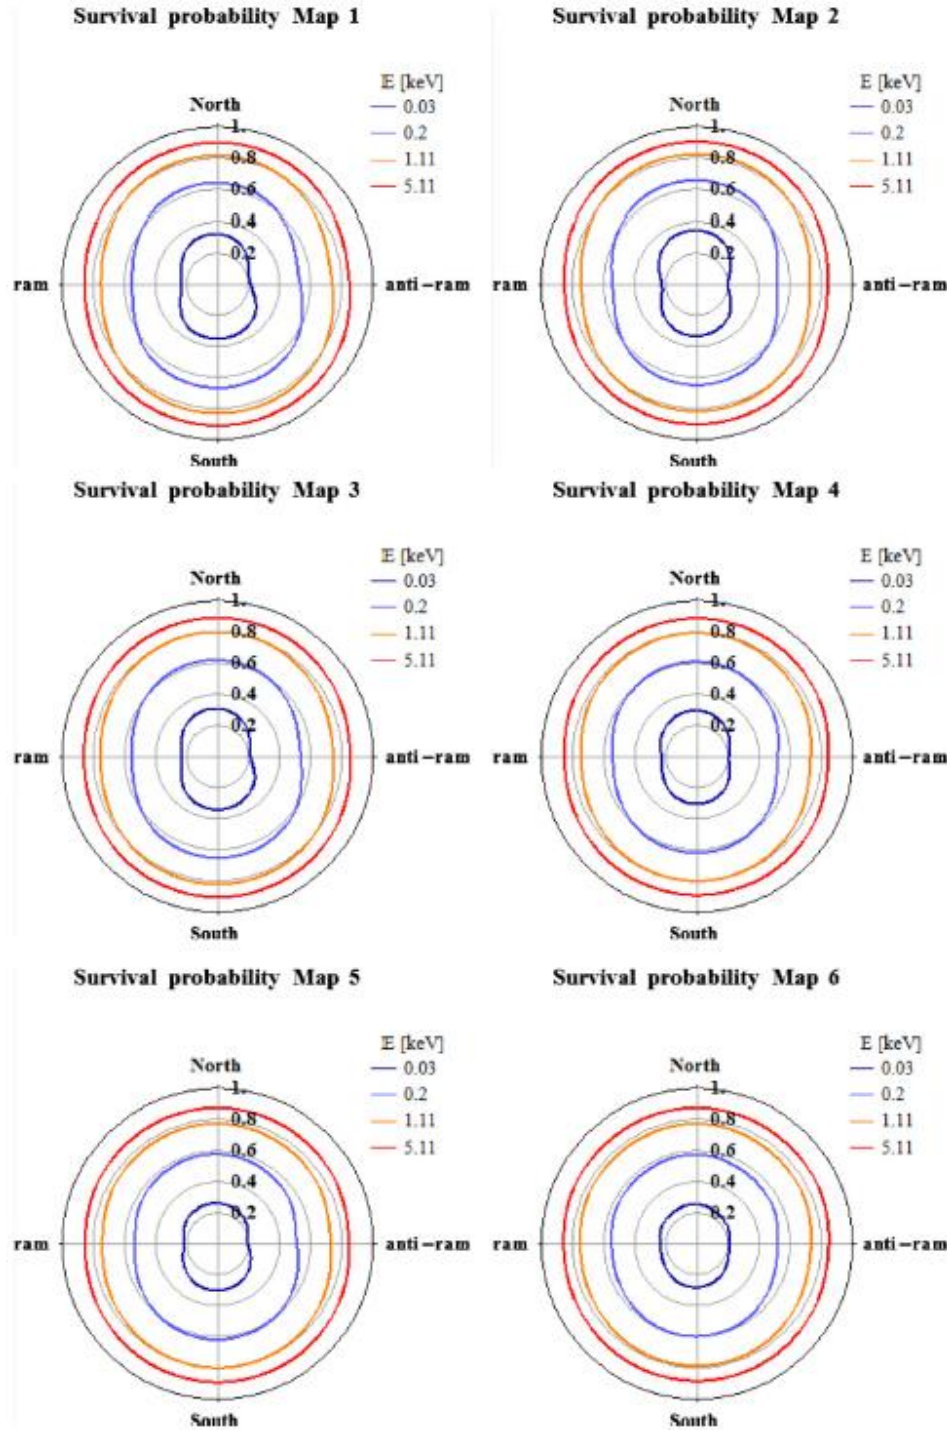 Survival probability Map 1
E [keV]
0.03
0.2
1.11
5.11
North
1.
0.8
0.6
0.4
0.2
ram
anti-ram
South
Survival probability Map 2
E [keV]
0.03
0.2
1.11
5.11
North
1.
0.8
0.6
0.4
0.2
ram
anti-ram
South
Survival probability Map 3
E [keV]
0.03
0.2
1.11
5.11
North
1.
0.8
0.6
0.4
0.2
ram
anti-ram
South
Survival probability Map 4
E [keV]
0.03
0.2
1.11
5.11
North
1.
0.8
0.6
0.4
0.2
ram
anti-ram
South
Survival probability Map 5
E [keV]
0.03
0.2
1.11
5.11
North
1.
0.8
0.6
0.4
0.2
ram
anti-ram
South
Survival probability Map 6
E [keV]
0.03
0.2
1.11
5.11
North
1.
0.8
0.6
0.4
0.2
ram
anti-ram
South